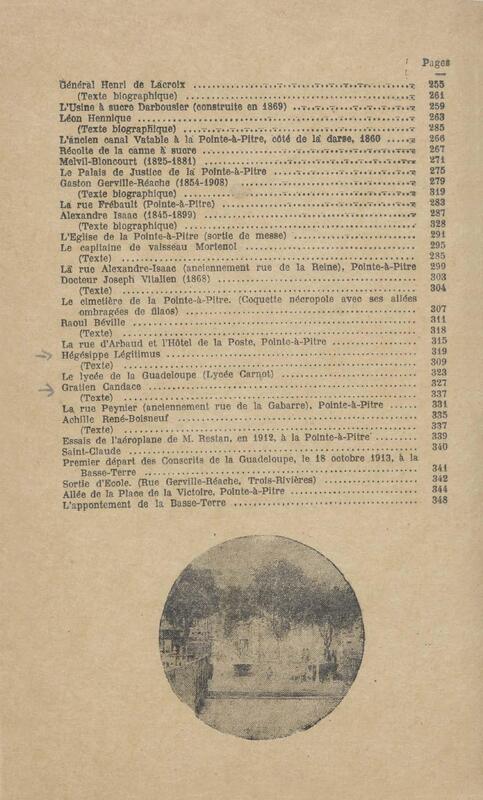 Pages
Général Henri de Lacroix ........ 255
(Texte biographique) ........ 261
L'Usine à sucre Darbousier (construite en 1869) ........ 259
Léon Hennique ........ 263
(Texte biographique) ........ 285
L'ancien canal Vatable à la Pointe-à-Pitre, côté de la darse, 1860 ..... 266
Récolte de la canne à sucre ........ 267
Melvil-Bloncourt (1825-1881) ........ 271
Le Palais de Justice de la Pointe-à-Pitre ........ 275
Gaston Gerville-Réache (1854-1908) ........ 279
(Texte biographique) ........ 319
La rue Frébault (Pointe-à-Pitre) ........ 283
Alexandre Isaac (1845-1899) ........ 287
(Texte biographique) ........ 328
L'Eglise de la Pointe-à-Pitre (sortie de messe) ........ 291
Le capitaine de vaisseau Mortenol ........ 295
(Texte) ........ 285
La rue Alexandre-Isaac (anciennement rue de la Reine), Pointe-à-Pitre 299
Docteur Joseph Vitalien (1868) ........ 303
(Texte) ........ 304
Le cimetière de la Pointe-à-Pitre. (Coquette nécropole avec ses allées
ombragées de filaos) ........ 307
Raoul Béville ........ 311
(Texte) ........ 318
La rue d'Arbaud et l'Hôtel de la Poste, Pointe-à-Pitre ........ 315
Hégésippe Légitimus ........ 319
(Texte) ........ 309
Le lycée de la Guadeloupe (Lycée Carnot) ........ 323
Gratien Candace ........ 327
(Texte) ........ 337
La rue Peynier (anciennement rue de la Gabarre), Pointe-à-Pitre ...... 331
Achille René-Boisneuf ........ 335
(Texte) ........ 337
Essais de l'aéroplane de M. Restan, en 1912, à la Pointe-à-Pitre ........ 339
Saint-Claude ........ 340
Premier départ des Conscrits de la Guadeloupe, le 18 octobre 1913, à la
Basse-Terre ........ 341
Sortie d'Ecole. (Rue Gerville-Réache, Trois-Rivières) ........ 342
Allée de la Place de la Victoire, Pointe-à-Pitre ........ 344
L'appontement de la Basse-Terre ........ 348